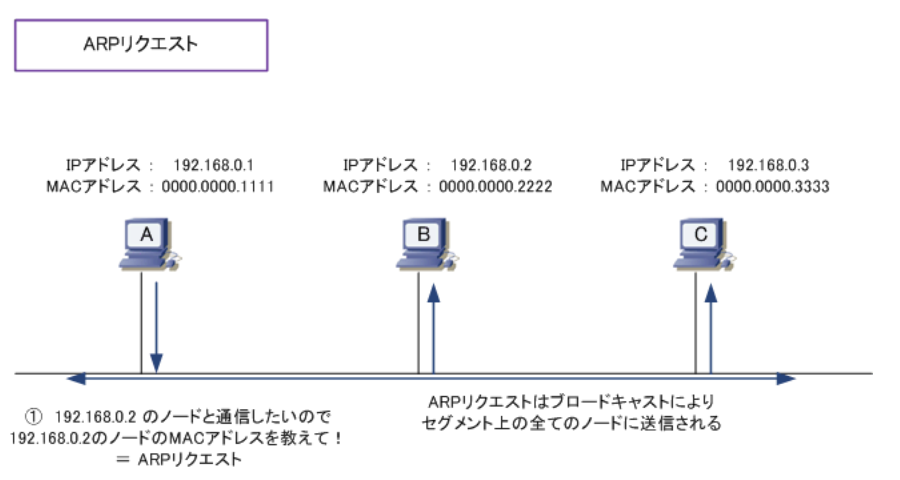 ARPリクエスト
IPアドレス : 192.168.0.1
MACアドレス : 0000.0000.1111
IPアドレス : 192.168.0.2
MACアドレス : 0000.0000.2222
IPアドレス : 192.168.0.3
MACアドレス : 0000.0000.3333
A
B
C
① 192.168.0.2 のノードと通信したいので
192.168.0.2のノードのMACアドレスを教えて!
= ARPリクエスト
ARPリクエストはブロードキャストにより
セグメント上の全てのノードに送信される